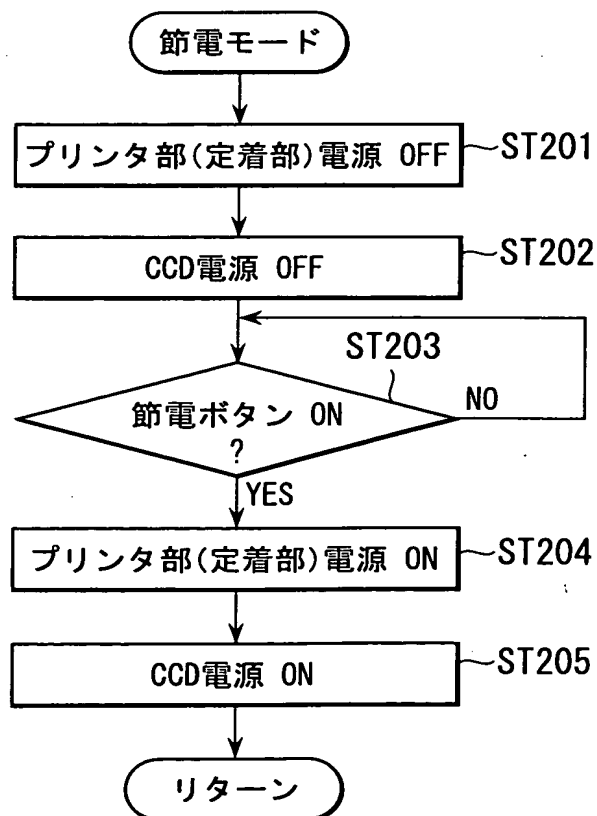 節電モード
プリンタ部(定着部)電源 OFF
ST201
CCD電源 OFF
ST202
ST203
節電ボタン ON
?
NO
YES
プリンタ部(定着部)電源 ON
ST204
CCD電源 ON
ST205
リターン